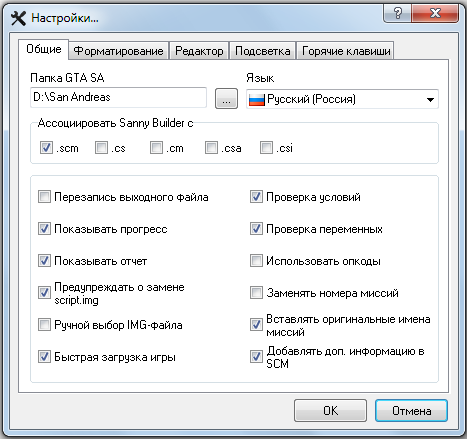 Настройки...
Общие Форматирование Редактор Подсветка Горячие клавиши
Папка GTA SA Язык
D:\San Andreas ... Русский (Россия)
Ассоциировать Sanny Builder с
.scm .cs .cm .csa .csi
Перезапись выходного файла Проверка условий
Показывать прогресс Проверка переменных
Показывать отчет Использовать опкоды
Предупреждать о замене
script.img
Заменять номера миссий
Ручной выбор IMG-файла
Вставлять оригинальные имена
миссий
Быстрая загрузка игры
Добавлять доп. информацию в
SCM
OK Отмена